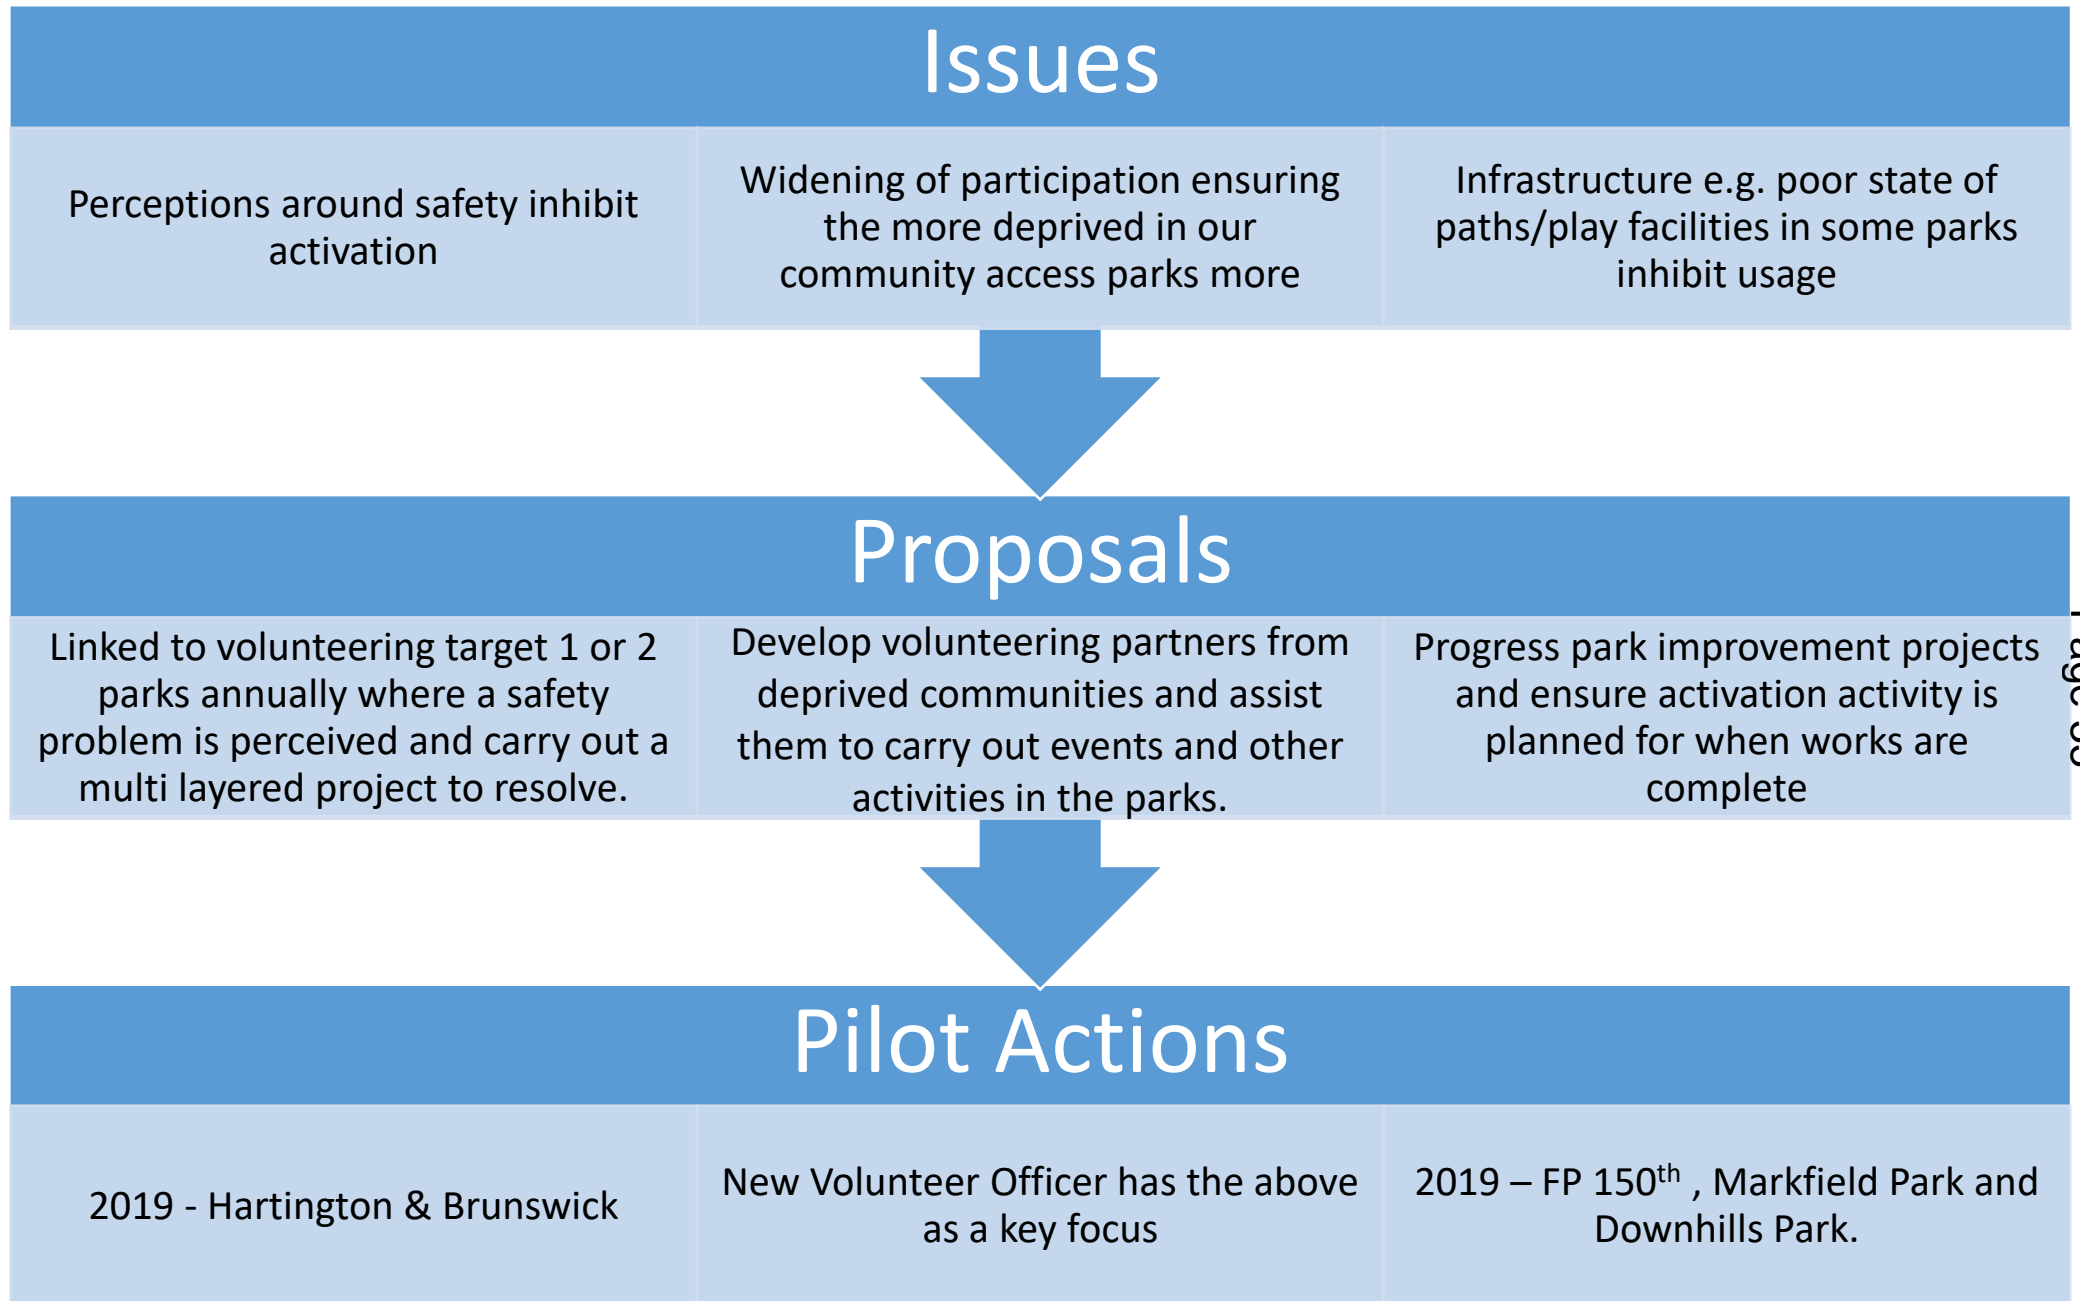 Issues
Perceptions around safety inhibit
activation
Widening of participation ensuring
the more deprived in our
community access parks more
Infrastructure e.g. poor state of
paths/play facilities in some parks
inhibit usage
Proposals
Linked to volunteering target 1 or 2
parks annually where a safety
problem is perceived and carry out a
multi layered project to resolve.
Develop volunteering partners from
deprived communities and assist
them to carry out events and other
activities in the parks.
Progress park improvement projects
and ensure activation activity is
planned for when works are
complete
Page
Pilot Actions
2019 - Hartington & Brunswick
New Volunteer Officer has the above
as a key focus
2019 – FP 150th , Markfield Park and
Downhills Park.